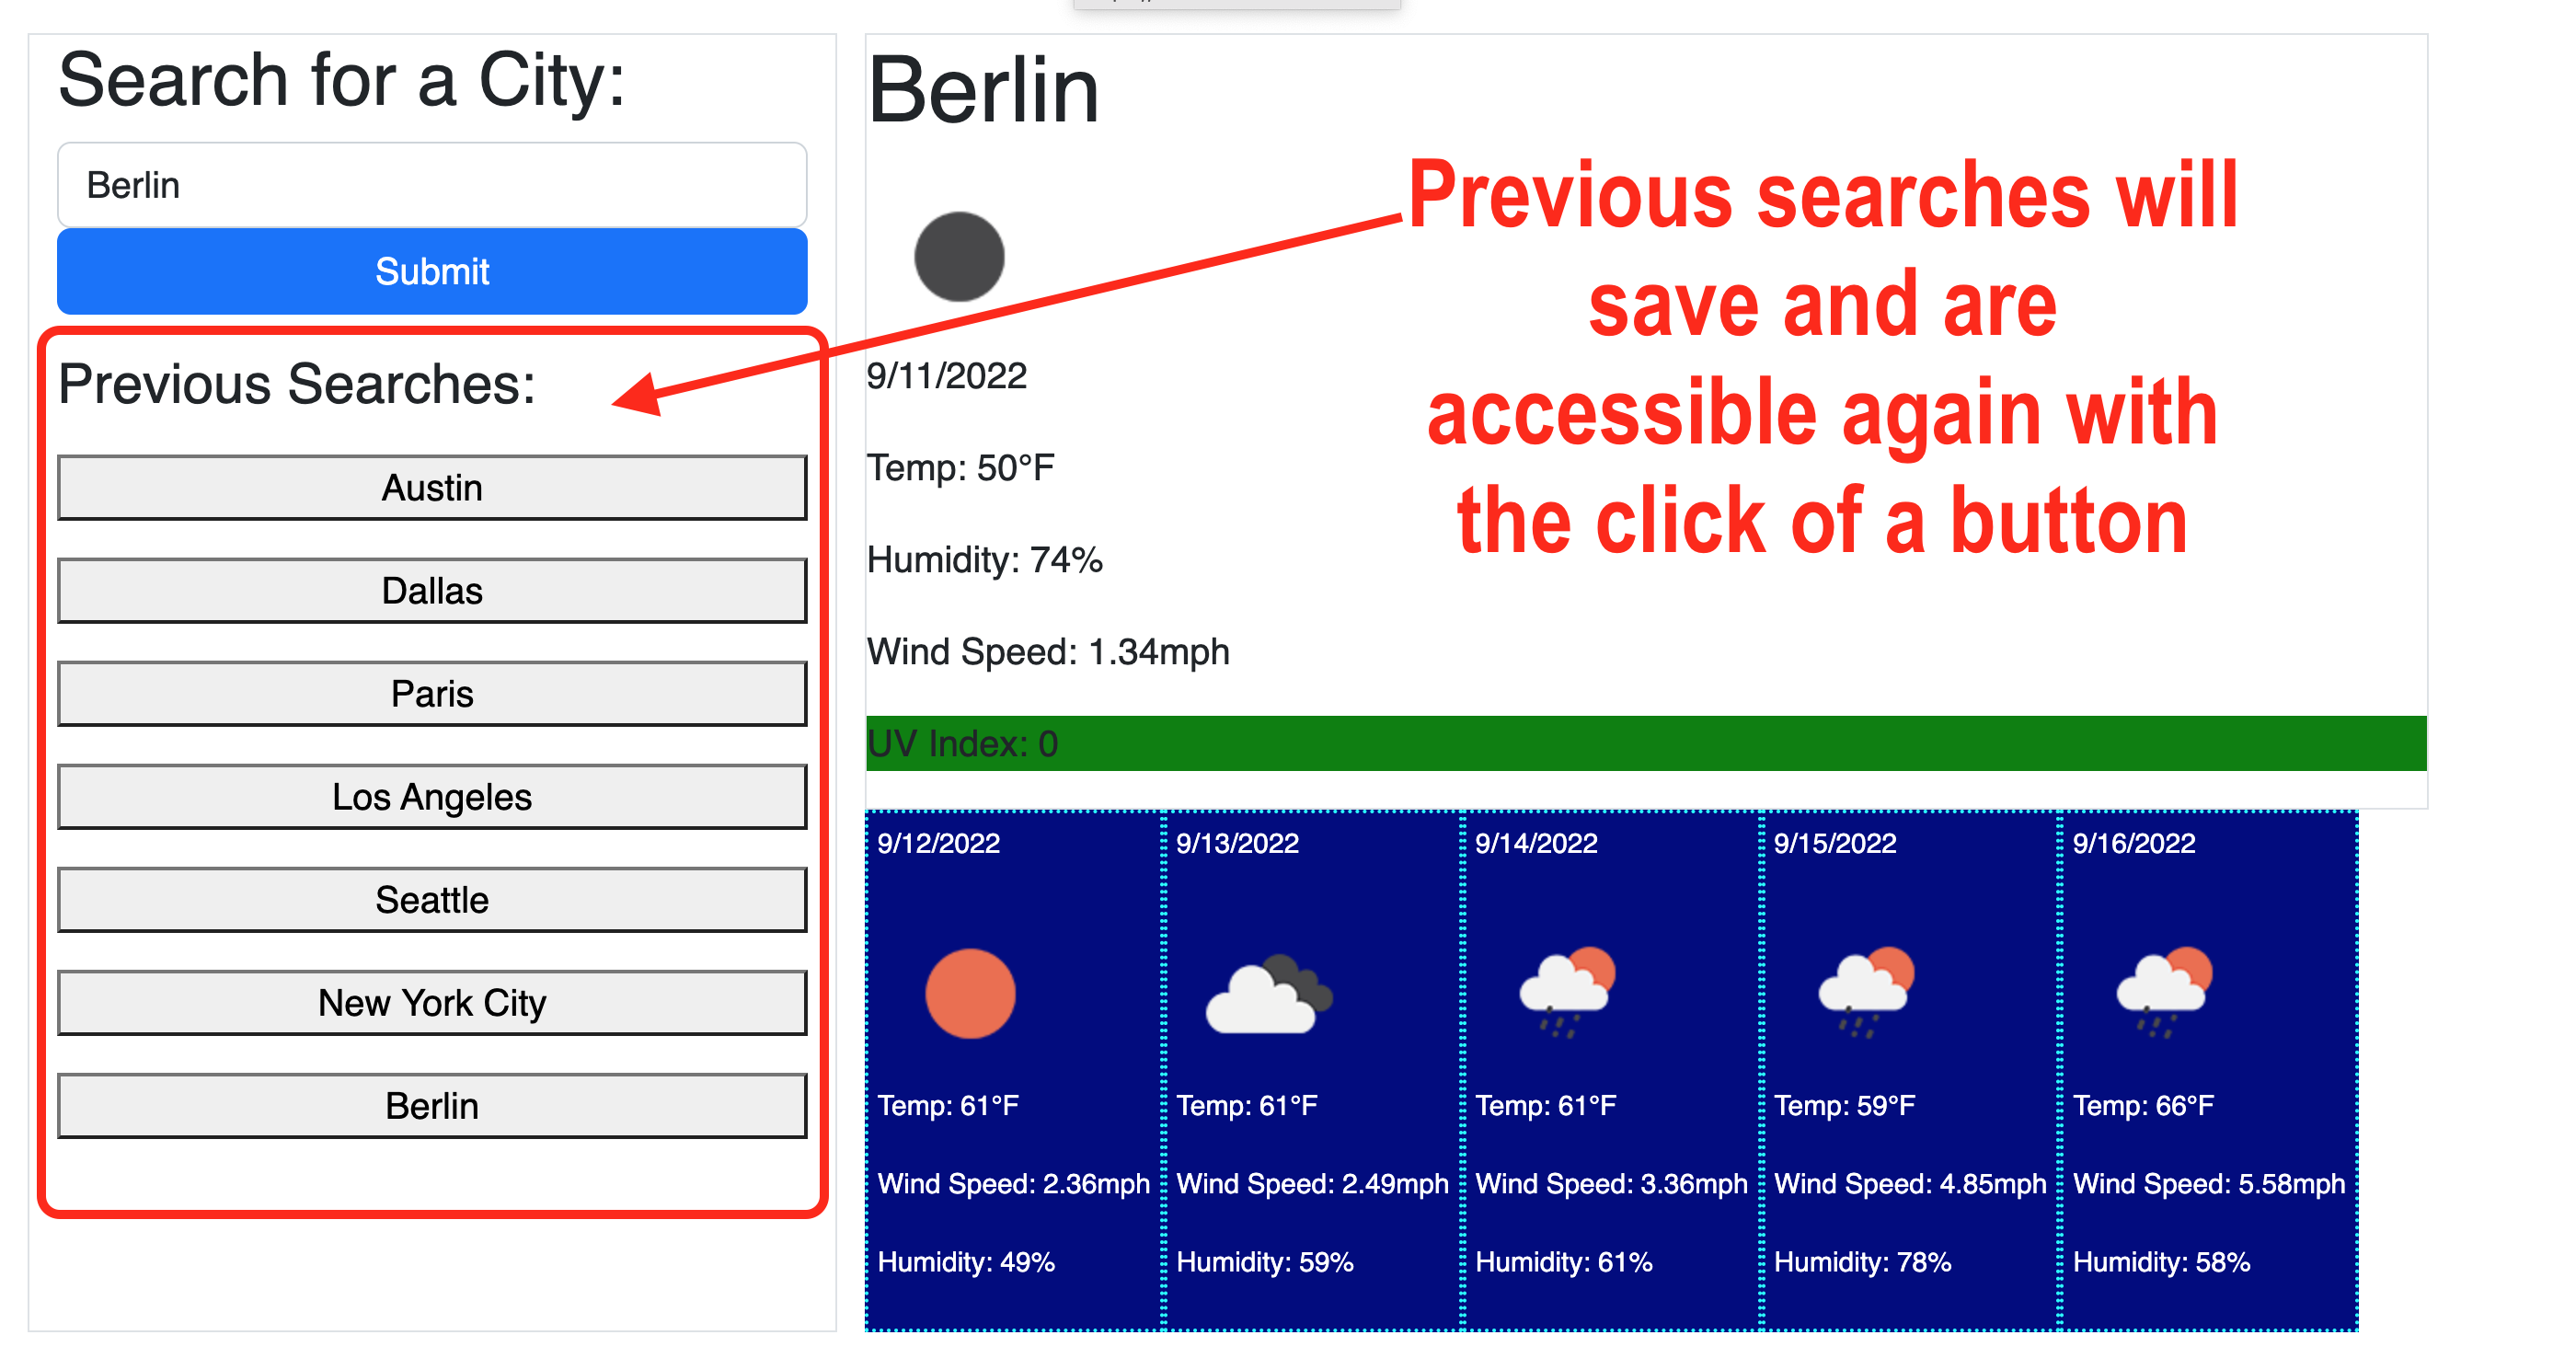 Search for a City:
Berlin
Submit
Previous Searches:
Austin
Dallas
Paris
Los Angeles
Seattle
New York City
Berlin
Berlin
Previous searches will
save and are
accessible again with
the click of a button
9/11/2022
Temp: 50°F
Humidity: 74%
Wind Speed: 1.34mph
UV Index: 0
9/12/2022
Temp: 61°F
Wind Speed: 2.36mph
Humidity: 49%
9/13/2022
Temp: 61°F
Wind Speed: 2.49mph
Humidity: 59%
9/14/2022
Temp: 61°F
Wind Speed: 3.36mph
Humidity: 61%
9/15/2022
Temp: 59°F
Wind Speed: 4.85mph
Humidity: 78%
9/16/2022
Temp: 66°F
Wind Speed: 5.58mph
Humidity: 58%